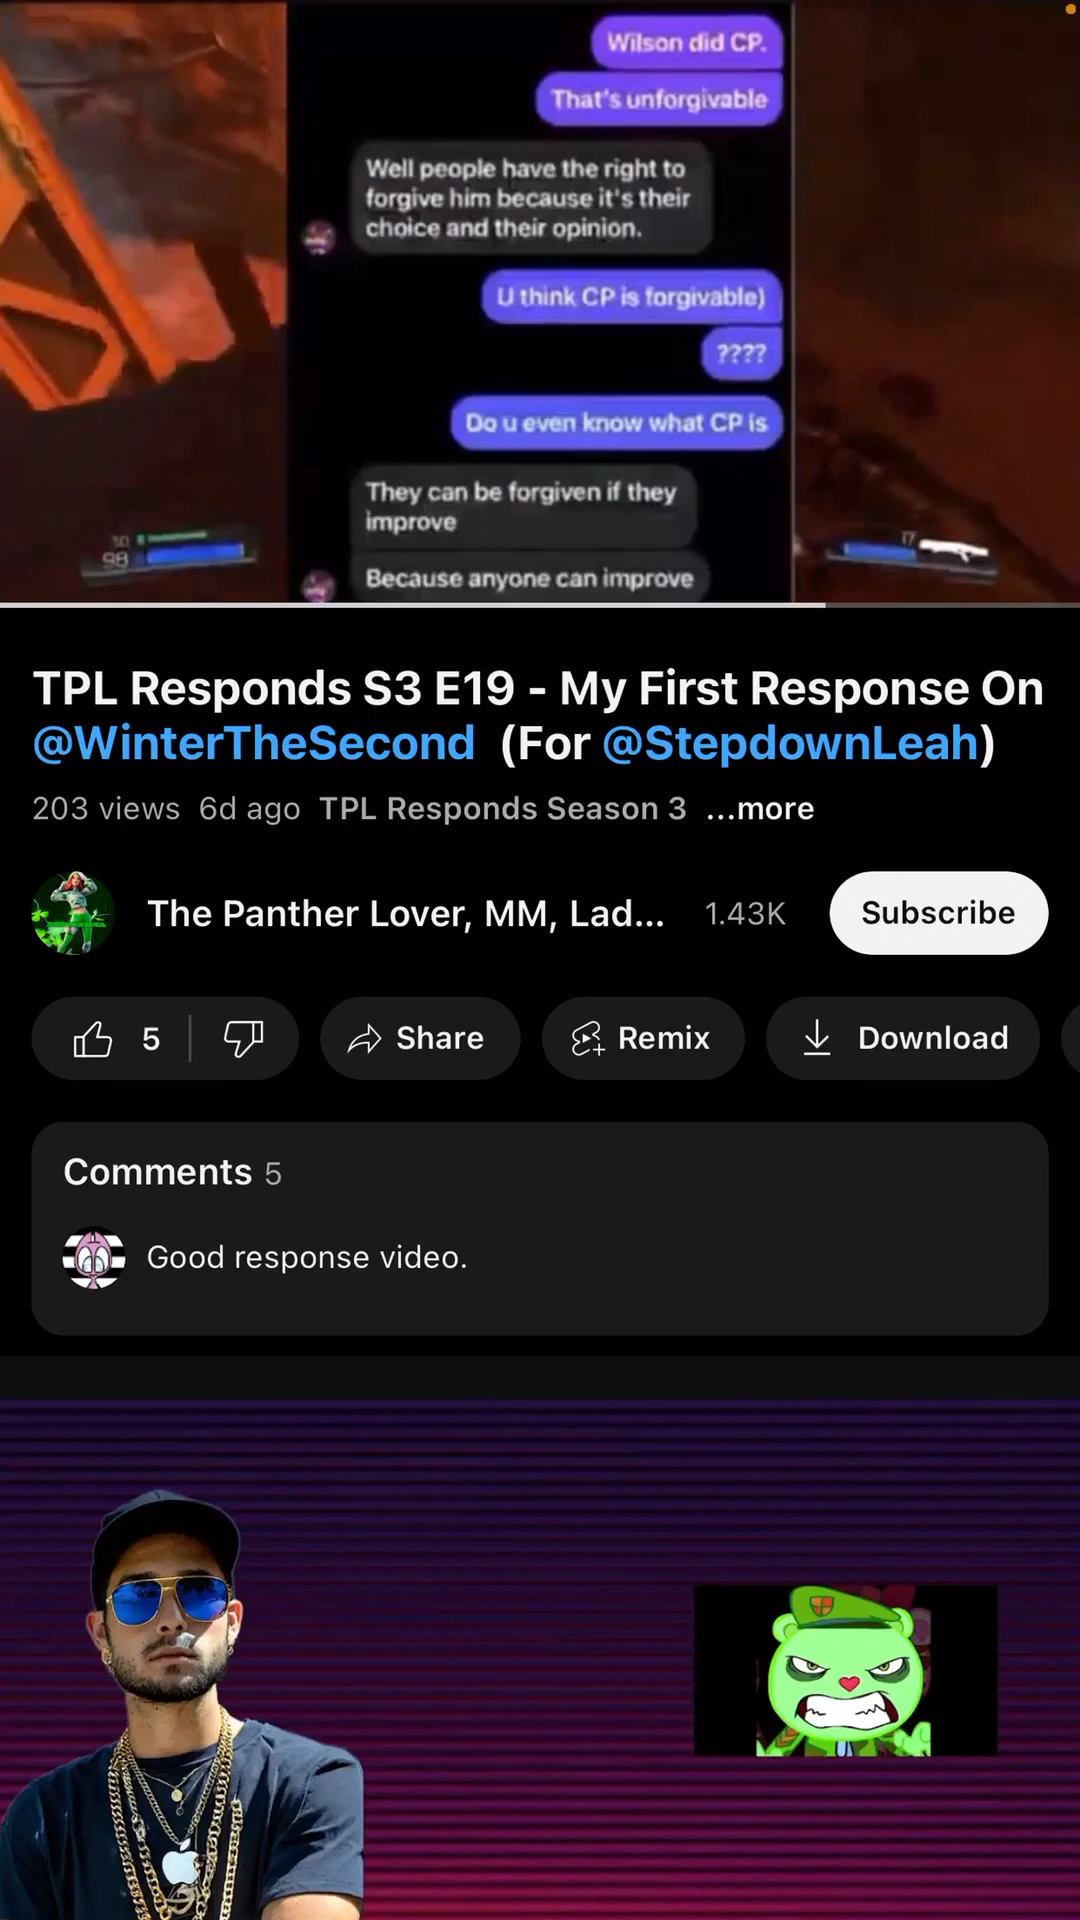 Wilson did CP.
That's unforgivable
Well people have the right to
forgive him because it's their
choice and their opinion.
U think CP is forgivable)
????
Do u even know what CP is
They can be forgiven if they
improve
Because anyone can improve
30
98
17
TPL Responds S3 E19 - My First Response On
@WinterTheSecond (For @StepdownLeah)
203 views 6d ago TPL Responds Season 3 ...more
The Panther Lover, MM, Lad... 1.43K Subscribe
5 Share Remix Download
Comments 5
Good response video.